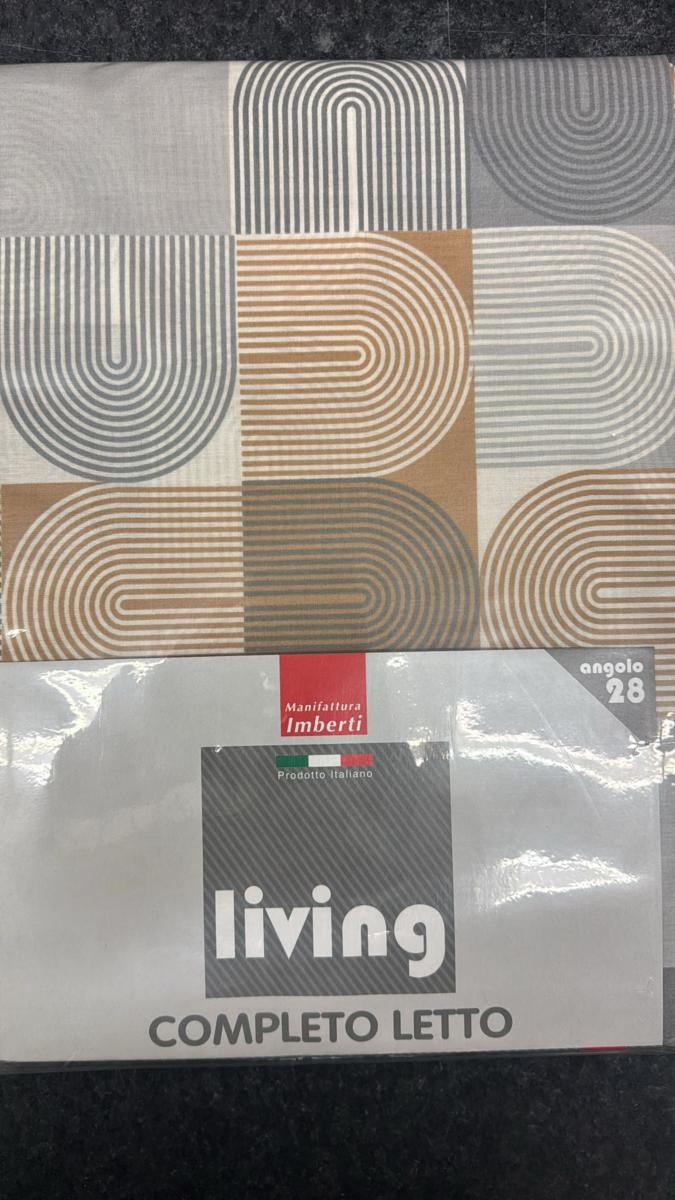 angolo
28
Manifattura
Imberti
Prodotto Italiano
living
COMPLETO LETTO